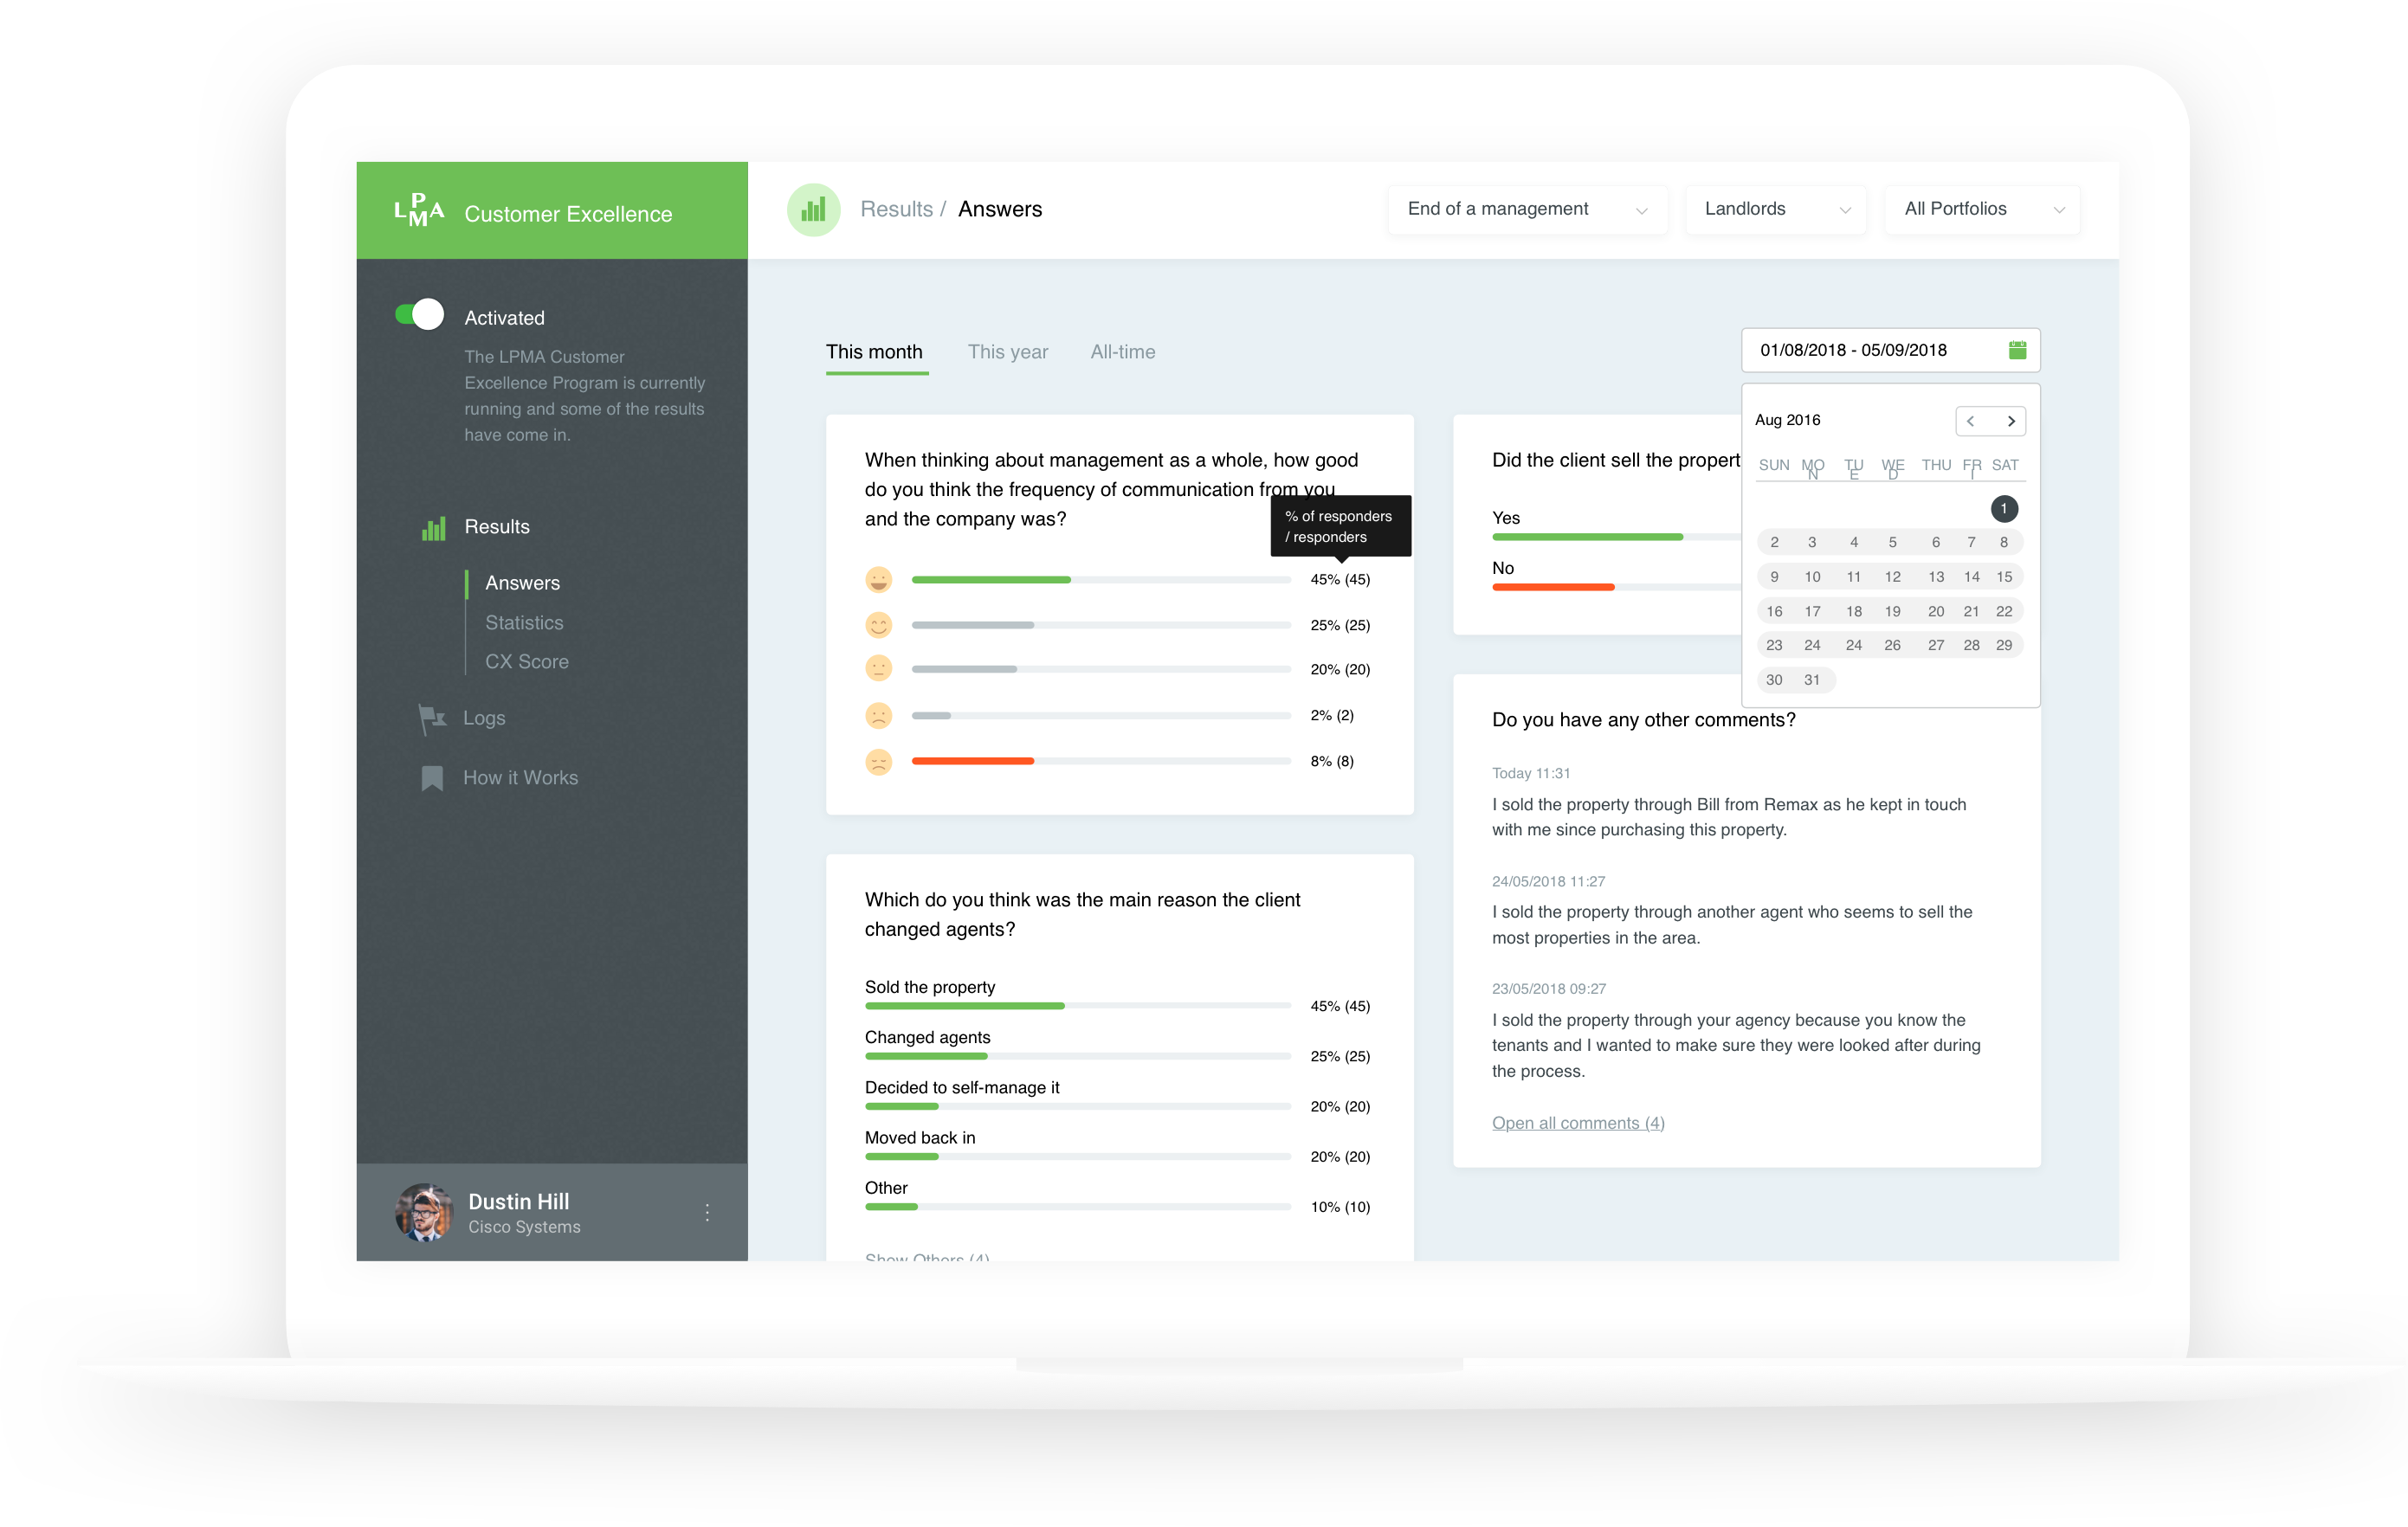 LPMA Customer Excellence
Activated
The LPMA Customer
Excellence Program is currently
running and some of the results
have come in.
Results
Answers
Statistics
CX Score
Logs
How it Works
Dustin Hill
Cisco Systems
Results / Answers
End of a management
Landlords
All Portfolios
This month
This year
All-time
01/08/2018 - 05/09/2018
Aug 2016
SUN MON TUE WED THU FRI SAT
1
2 3 4 5 6 7 8
9 10 11 12 13 14 15
16 17 18 19 20 21 22
23 24 24 26 27 28 29
30 31
When thinking about management as a whole, how good
do you think the frequency of communication from you
and the company was?
% of responders
/ responders
45% (45)
25% (25)
20% (20)
2% (2)
8% (8)
Which do you think was the main reason the client
changed agents?
Sold the property
45% (45)
Changed agents
25% (25)
Decided to self-manage it
20% (20)
Moved back in
20% (20)
Other
10% (10)
Show Others (4)
Did the client sell the propert
Yes
No
Do you have any other comments?
Today 11:31
I sold the property through Bill from Remax as he kept in touch
with me since purchasing this property.
24/05/2018 11:27
I sold the property through another agent who seems to sell the
most properties in the area.
23/05/2018 09:27
I sold the property through your agency because you know the
tenants and I wanted to make sure they were looked after during
the process.
Open all comments (4)